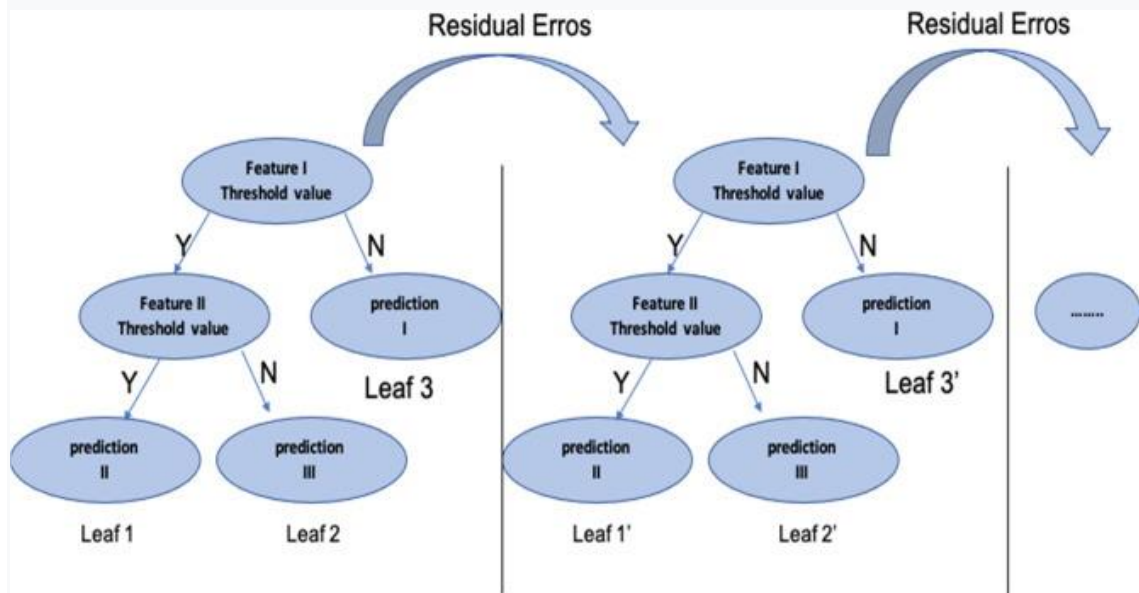 Residual Erros
Residual Erros
Feature I
Threshold value
Feature I
Threshold value
Y
N
Y
N
Feature II
Threshold value
prediction
I
Feature II
Threshold value
prediction
I
........
Y
N
Leaf 3
Y
N
Leaf 3’
prediction
II
prediction
III
prediction
II
prediction
III
Leaf 1
Leaf 2
Leaf 1’
Leaf 2’